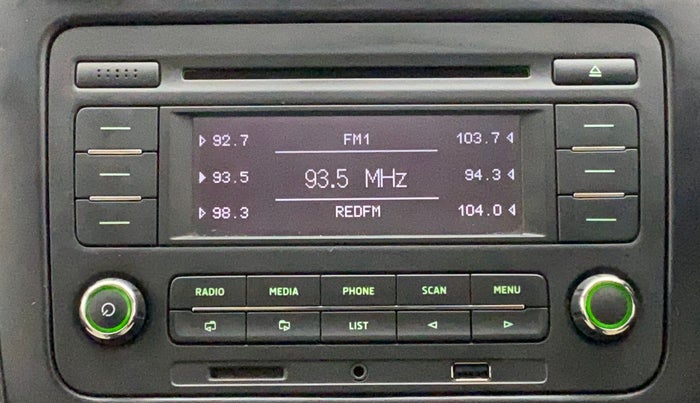 92.7 FM1 103.7
93.5 93.5 MHz 94.3
98.3 REDFM 104.0
RADIO MEDIA PHONE SCAN MENU
LIST